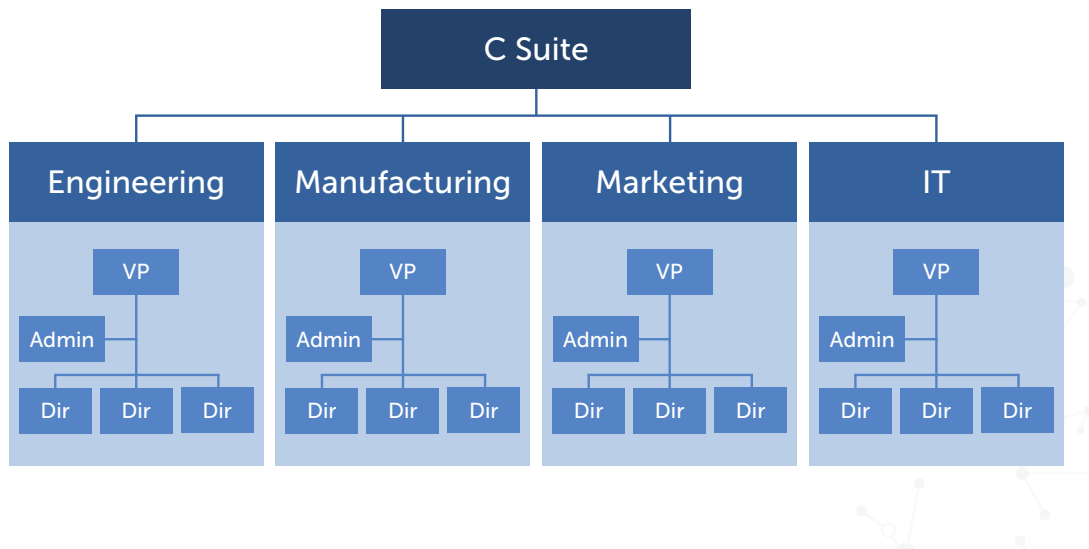 C Suite
Engineering
Manufacturing
Marketing
IT
VP
VP
VP
VP
Admin
Admin
Admin
Admin
Dir
Dir
Dir
Dir
Dir
Dir
Dir
Dir
Dir
Dir
Dir
Dir